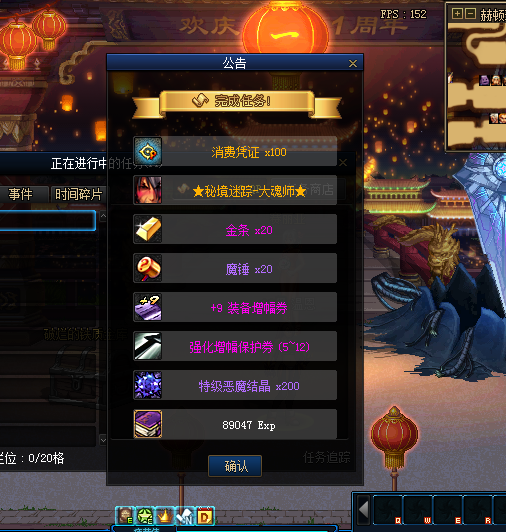 欢庆
1周年
一
FPS : 152
赫顿
公告
完成任务!
消费凭证 x100
正在进行中的任
★秘境迷踪-大魂师★
商店
事件
时间碎片
金条 x20
魔锤 x20
+9 装备增幅券
强化增幅保护券 (5~12)
特级恶魔结晶 x200
89047 Exp
栏位 : 0/20格
任务追踪
确认
Q
W
E
R